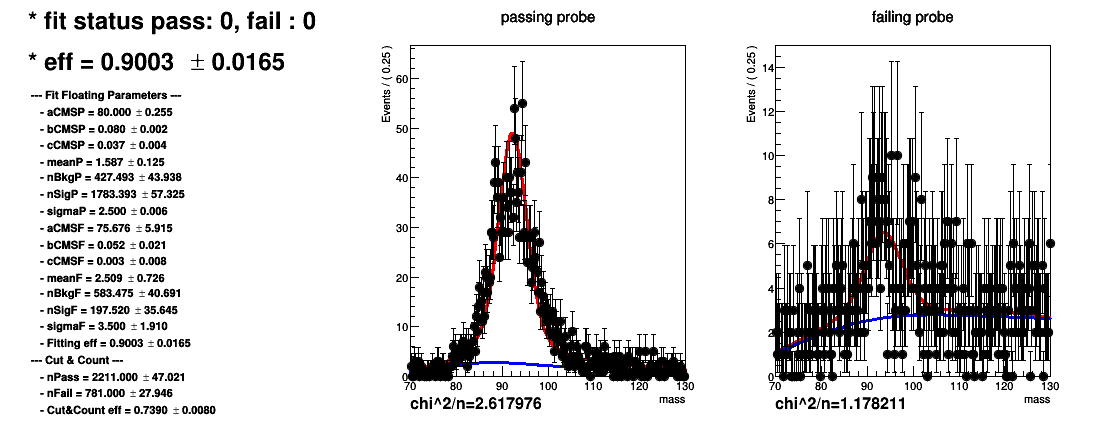 * fit status pass: 0, fail : 0
* eff = 0.9003 ± 0.0165
--- Fit Floating Parameters ---
- aCMSP = 80.000 ± 0.255
- bCMSP = 0.080 ± 0.002
- cCMSP = 0.037 ± 0.004
- meanP = 1.587 ± 0.125
- nBkgP = 427.493 ± 43.938
- nSigP = 1783.393 ± 57.325
- sigmaP = 2.500 ± 0.006
- aCMSF = 75.676 ± 5.915
- bCMSF = 0.052 ± 0.021
- cCMSF = 0.003 ± 0.008
- meanF = 2.509 ± 0.726
- nBkgF = 583.475 ± 40.691
- nSigF = 197.520 ± 35.645
- sigmaF = 3.500 ± 1.910
- Fitting eff = 0.9003 ± 0.0165
--- Cut & Count ---
- nPass = 2211.000 ± 47.021
- nFail = 781.000 ± 27.946
- Cut&Count eff = 0.7390 ± 0.0080
passing probe
Events / ( 0.25 )
60
50
40
30
20
10
0
70 80 90 100 110 120 130
mass
chi^2/n=2.617976
failing probe
Events / ( 0.25 )
14
12
10
8
6
4
2
0
70 80 90 100 110 120 130
mass
chi^2/n=1.178211